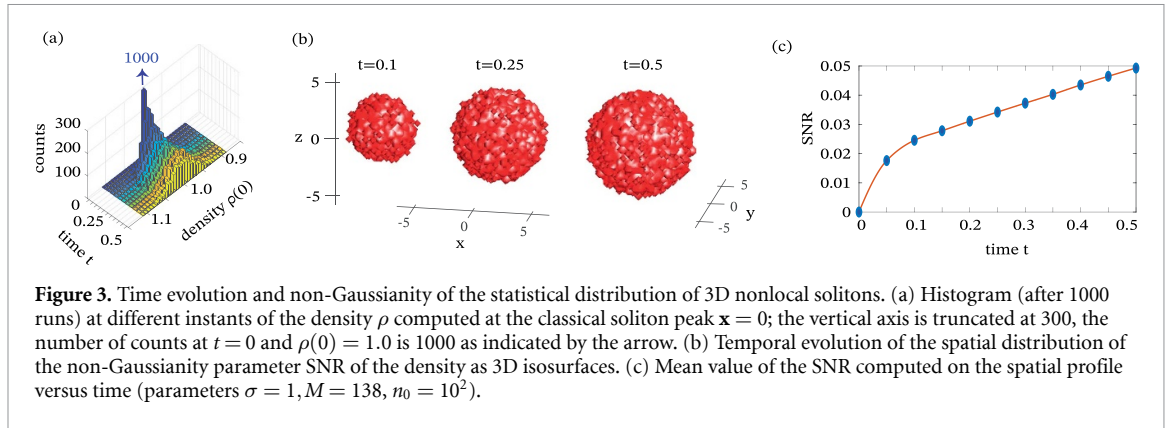 (a)
1000
300
200
100
0
counts
0
0.25
0.5
time t
1.1
1.0
0.9
density ρ(0)
(b)
t=0.1 t=0.25 t=0.5
5
z 0
-5
-5 0 5
x
5
0
-5
y
(c)
0.05
0.04
0.03
0.02
0.01
0
SNR
0 0.1 0.2 0.3 0.4 0.5
time t
Figure 3. Time evolution and non-Gaussianity of the statistical distribution of 3D nonlocal solitons. (a) Histogram (after 1000
runs) at different instants of the density ρ computed at the classical soliton peak x = 0; the vertical axis is truncated at 300, the
number of counts at t = 0 and ρ(0) = 1.0 is 1000 as indicated by the arrow. (b) Temporal evolution of the spatial distribution of
the non-Gaussianity parameter SNR of the density as 3D isosurfaces. (c) Mean value of the SNR computed on the spatial profile
versus time (parameters σ = 1, M = 138, n₀ = 10²).